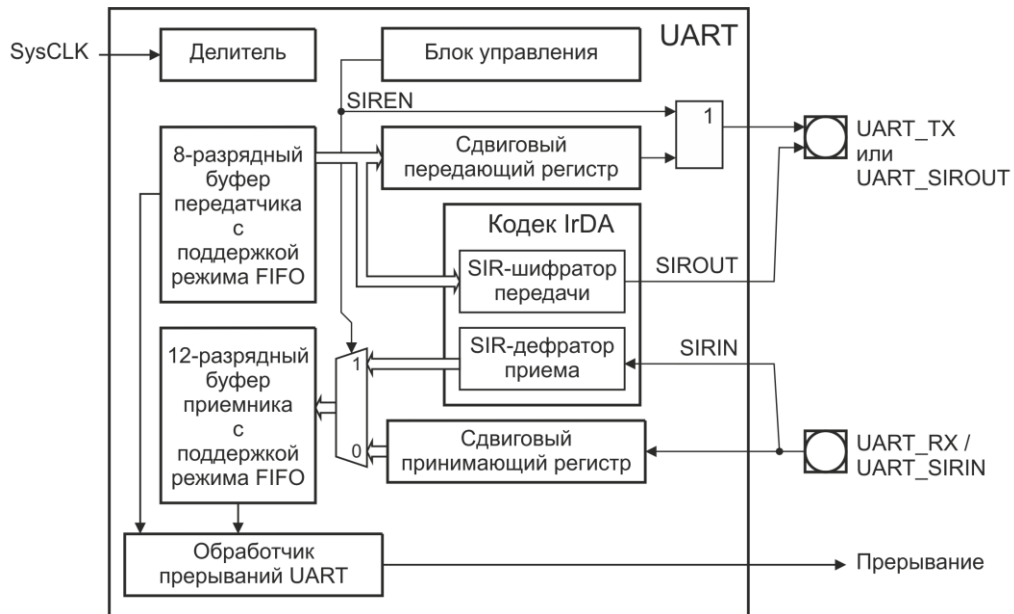 UART
SysCLK
Делитель
Блок управления
SIREN
1
UART_TX
или
UART_SIROUT
8-разрядный
буфер
передатчика
с
поддержкой
режима FIFO
Сдвиговый
передающий регистр
Кодек IrDA
SIR-шифратор
передачи
SIROUT
SIR-дефратор
приема
SIRIN
12-разрядный
буфер
приемника
с
поддержкой
режима FIFO
1
0
Сдвиговый
принимающий регистр
UART_RX /
UART_SIRIN
Обработчик
прерываний UART
Прерывание